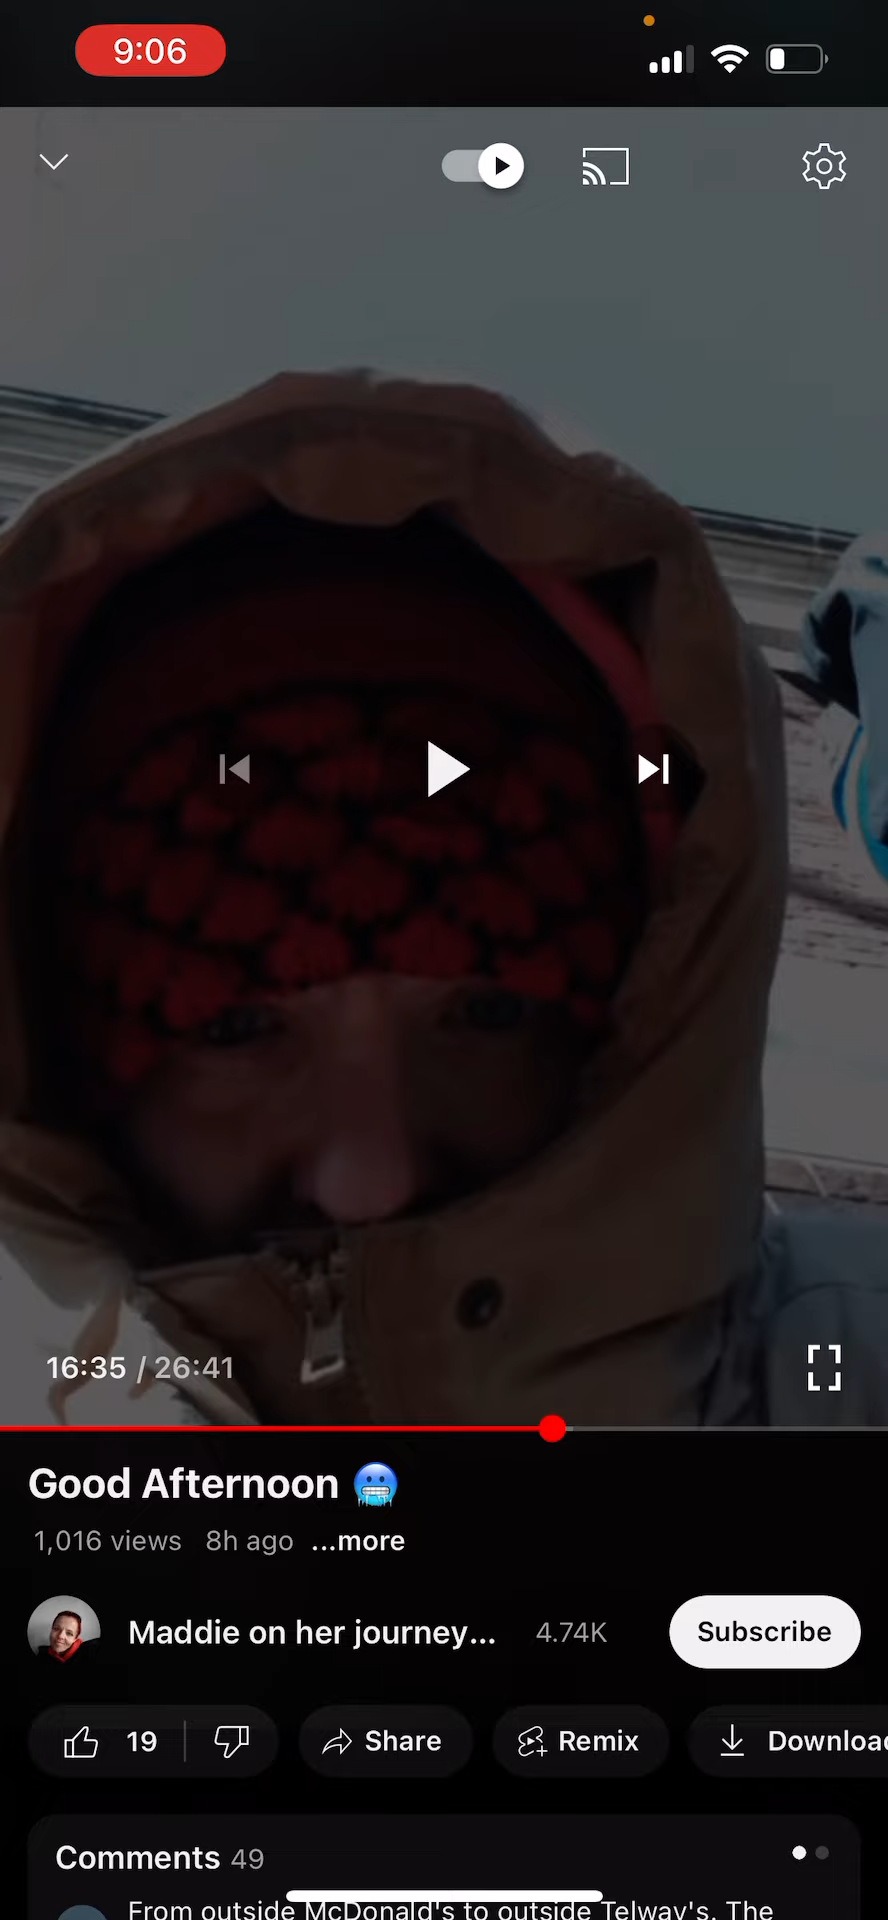 9:06
16:35 / 26:41
Good Afternoon 🥶
1,016 views 8h ago ...more
Maddie on her journey... 4.74K Subscribe
19 Share Remix Downloa
Comments 49
From outside McDonald's to outside Telway's. The